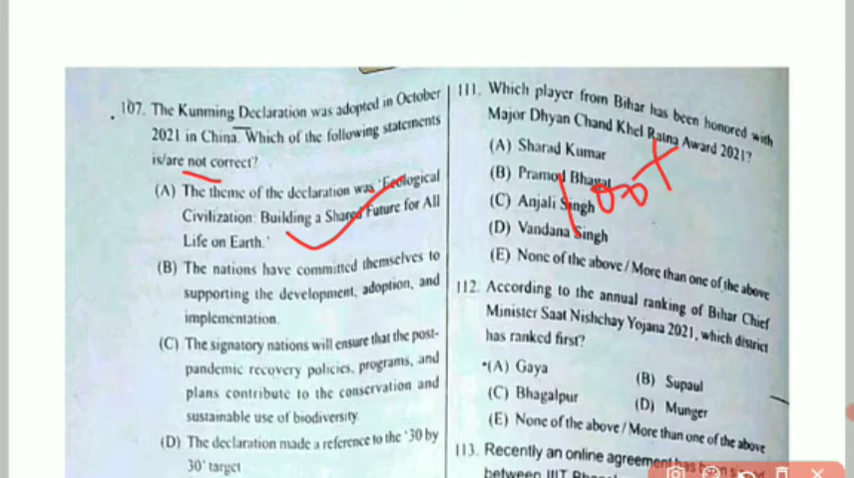 107. The Kunming Declaration was adopted in October
2021 in China. Which of the following statements
is/are not correct?
(A) The theme of the declaration was 'Ecological
Civilization: Building a Shared Future for All
Life on Earth.'
(B) The nations have committed themselves to
supporting the development, adoption, and
implementation.
(C) The signatory nations will ensure that the post-
pandemic recovery policies, programs, and
plans contribute to the conservation and
sustainable use of biodiversity.
(D) The declaration made a reference to the '30 by
30' target
111. Which player from Bihar has been honored with
Major Dhyan Chand Khel Ratna Award 2021?
(A) Sharad Kumar
(B) Pramod Bhagat
(C) Anjali Singh
(D) Vandana Singh
(E) None of the above / More than one of the above
112. According to the annual ranking of Bihar Chief
Minister Saat Nishchay Yojana 2021, which district
has ranked first?
(A) Gaya
(B) Supaul
(C) Bhagalpur
(D) Munger
(E) None of the above / More than one of the above
113. Recently an online agreement has been
between IIIT